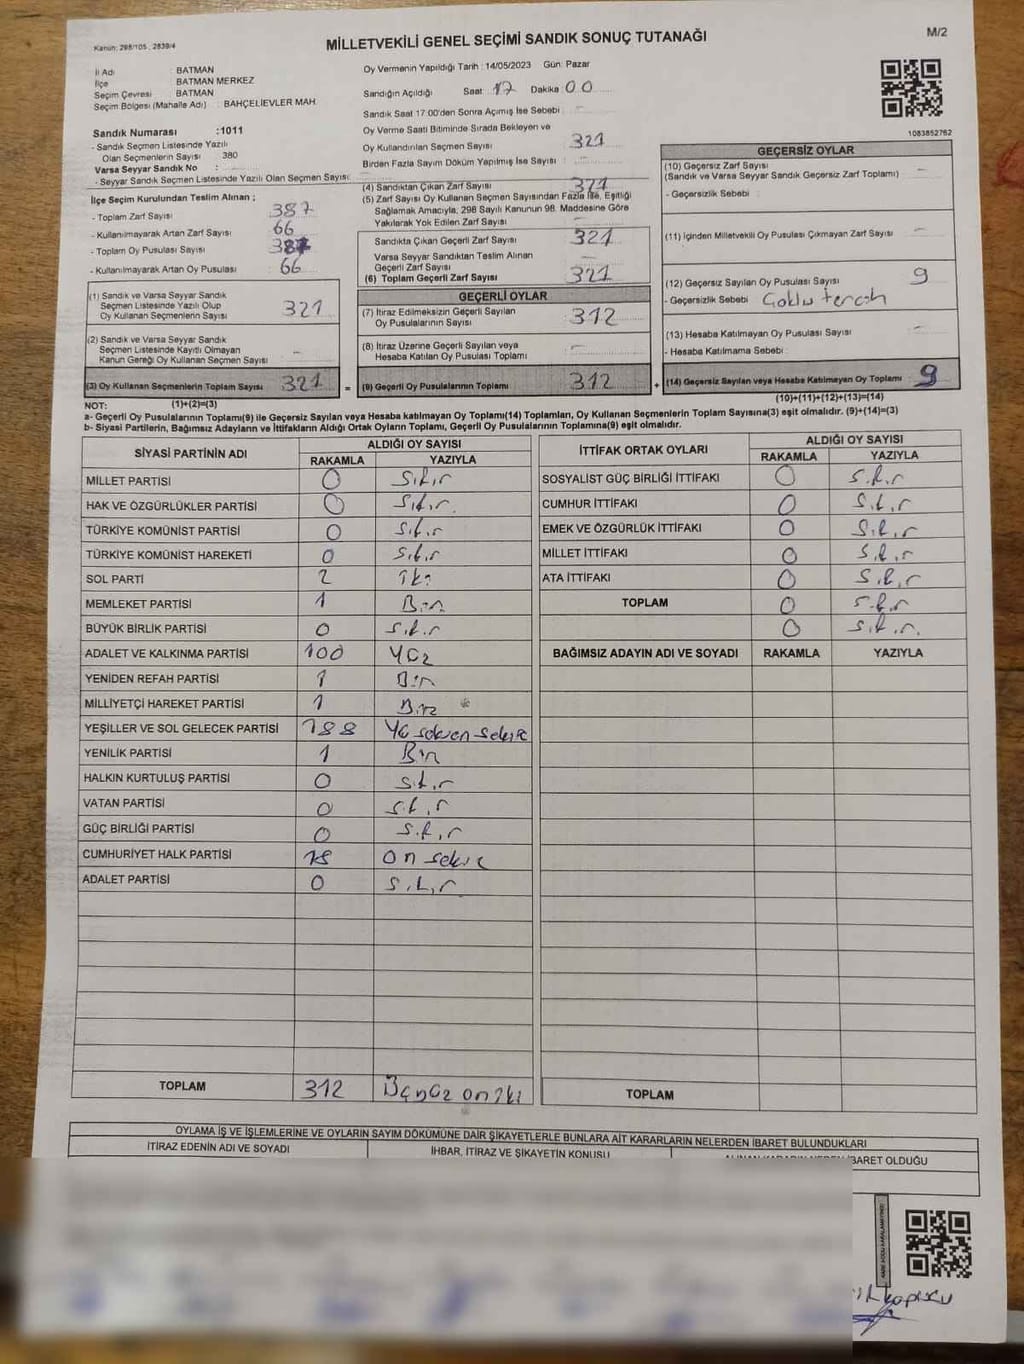 Kanun: 298/105, 2839/4
MİLLETVEKİLİ GENEL SEÇİMİ SANDIK SONUÇ TUTANAĞI
M/2
İl Adı : BATMAN
İlçe : BATMAN MERKEZ
Seçim Çevresi : BATMAN
Seçim Bölgesi (Mahalle Adı) : BAHÇELİEVLER MAH.
Sandık Numarası :1011
- Sandık Seçmen Listesinde Yazılı
Olan Seçmenlerin Sayısı 380
Varsa Seyyar Sandık No :
- Seyyar Sandık Seçmen Listesinde Yazılı Olan Seçmen Sayısı:
İlçe Seçim Kurulundan Teslim Alınan ;
- Toplam Zarf Sayısı 387
- Kullanılmayarak Artan Zarf Sayısı 66
- Toplam Oy Pusulası Sayısı 387
- Kullanılmayarak Artan Oy Pusulası 66
(1) Sandık ve Varsa Seyyar Sandık
Seçmen Listesinde Yazılı Olup
Oy Kullanan Seçmenlerin Sayısı 321
(2) Sandık ve Varsa Seyyar Sandık
Seçmen Listesinde Kayıtlı Olmayan
Kanun Gereği Oy Kullanan Seçmen Sayısı -
(3) Oy Kullanan Seçmenlerin Toplam Sayısı 321
(1)+(2)=(3)
Oy Vermenin Yapıldığı Tarih : 14/05/2023 Gün: Pazar
Sandığın Açıldığı Saat 17 Dakika 00
Sandık Saat 17:00'den Sonra Açımış İse Sebebi : -
Oy Verme Saati Bitiminde Sırada Bekleyen ve
Oy Kullandırılan Seçmen Sayısı : 321
Birden Fazla Sayım Döküm Yapılmış İse Sayısı : -
(4) Sandıktan Çıkan Zarf Sayısı 321
(5) Zarf Sayısı Oy Kullanan Seçmen Sayısından Fazla İse, Eşitliği
Sağlamak Amacıyla; 298 Sayılı Kanunun 98. Maddesine Göre
Yakılarak Yok Edilen Zarf Sayısı -
Sandıkta Çıkan Geçerli Zarf Sayısı 321
Varsa Seyyar Sandıktan Teslim Alınan
Geçerli Zarf Sayısı -
(6) Toplam Geçerli Zarf Sayısı 321
GEÇERLİ OYLAR
(7) İtiraz Edilmeksizin Geçerli Sayılan
Oy Pusulalarının Sayısı 312
(8) İtiraz Üzerine Geçerli Sayılan veya
Hesaba Katılan Oy Pusulası Toplamı -
= (9) Geçerli Oy Pusulalarının Toplamı 312
1083852762
GEÇERSİZ OYLAR
(10) Geçersiz Zarf Sayısı
(Sandık ve Varsa Seyyar Sandık Geçersiz Zarf Toplamı) -
- Geçersizlik Sebebi :
(11) İçinden Milletvekili Oy Pusulası Çıkmayan Zarf Sayısı -
(12) Geçersiz Sayılan Oy Pusulası Sayısı 9
- Geçersizlik Sebebi : Çoklu tercih
(13) Hesaba Katılmayan Oy Pusulası Sayısı -
- Hesaba Katılmama Sebebi :
+ (14) Geçersiz Sayılan veya Hesaba Katılmayan Oy Toplamı 9
(10)+(11)+(12)+(13)=(14)
NOT:
a- Geçerli Oy Pusulalarının Toplamı(9) ile Geçersiz Sayılan veya Hesaba katılmayan Oy Toplamı(14) Toplamları, Oy Kullanan Seçmenlerin Toplam Sayısına(3) eşit olmalıdır. (9)+(14)=(3)
b- Siyasi Partilerin, Bağımsız Adayların ve İttifakların Aldığı Ortak Oyların Toplamı, Geçerli Oy Pusulalarının Toplamına(9) eşit olmalıdır.
SİYASİ PARTİNİN ADI ALDIĞI OY SAYISI
RAKAMLA YAZIYLA
MİLLET PARTİSİ 0 Sıfır
HAK VE ÖZGÜRLÜKLER PARTİSİ 0 Sıfır
TÜRKİYE KOMÜNİST PARTİSİ 0 Sıfır
TÜRKİYE KOMÜNİST HAREKETİ 0 Sıfır
SOL PARTİ 2 İki
MEMLEKET PARTİSİ 1 Bir
BÜYÜK BİRLİK PARTİSİ 0 Sıfır
ADALET VE KALKINMA PARTİSİ 100 Yüz
YENİDEN REFAH PARTİSİ 1 Bir
MİLLİYETÇİ HAREKET PARTİSİ 1 Bir
YEŞİLLER VE SOL GELECEK PARTİSİ 188 Yüz seksen sekiz
YENİLİK PARTİSİ 1 Bir
HALKIN KURTULUŞ PARTİSİ 0 Sıfır
VATAN PARTİSİ 0 Sıfır
GÜÇ BİRLİĞİ PARTİSİ 0 Sıfır
CUMHURİYET HALK PARTİSİ 18 On sekiz
ADALET PARTİSİ 0 Sıfır
TOPLAM 312 Üçyüz on iki
İTTİFAK ORTAK OYLARI ALDIĞI OY SAYISI
RAKAMLA YAZIYLA
SOSYALİST GÜÇ BİRLİĞİ İTTİFAKI 0 Sıfır
CUMHUR İTTİFAKI 0 Sıfır
EMEK VE ÖZGÜRLÜK İTTİFAKI 0 Sıfır
MİLLET İTTİFAKI 0 Sıfır
ATA İTTİFAKI 0 Sıfır
TOPLAM 0 Sıfır
0 Sıfır
BAĞIMSIZ ADAYIN ADI VE SOYADI RAKAMLA YAZIYLA
TOPLAM
OYLAMA İŞ VE İŞLEMLERİNE VE OYLARIN SAYIM DÖKÜMÜNE DAİR ŞİKAYETLERLE BUNLARA AİT KARARLARIN NELERDEN İBARET BULUNDUKLARI
İTİRAZ EDENİN ADI VE SOYADI
İHBAR, İTİRAZ VE ŞİKAYETİN KONUSU
İBARET OLDUĞU